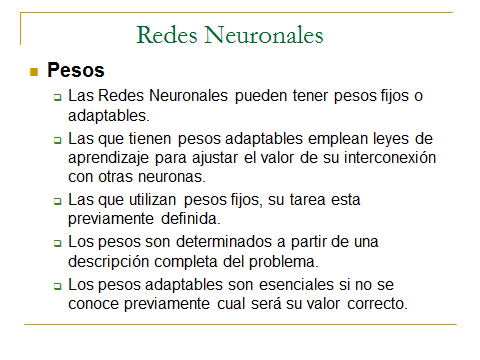 Redes Neuronales
Pesos
Las Redes Neuronales pueden tener pesos fijos o
adaptables.
Las que tienen pesos adaptables emplean leyes de
aprendizaje para ajustar el valor de su interconexión
con otras neuronas.
Las que utilizan pesos fijos, su tarea esta
previamente definida.
Los pesos son determinados a partir de una
descripción completa del problema.
Los pesos adaptables son esenciales si no se
conoce previamente cual será su valor correcto.